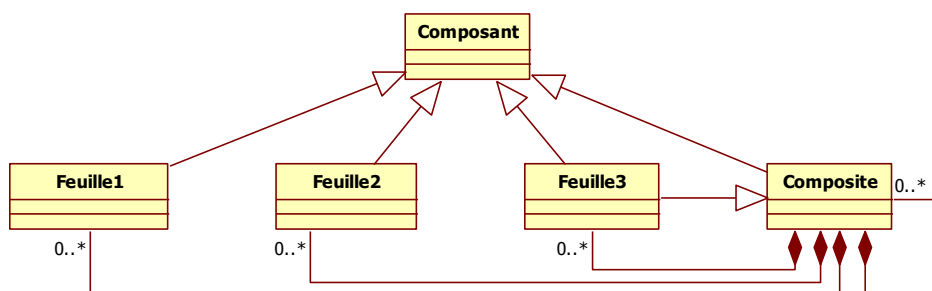 Composant
Feuille1
Feuille2
Feuille3
Composite
0..*
0..*
0..*
0..*